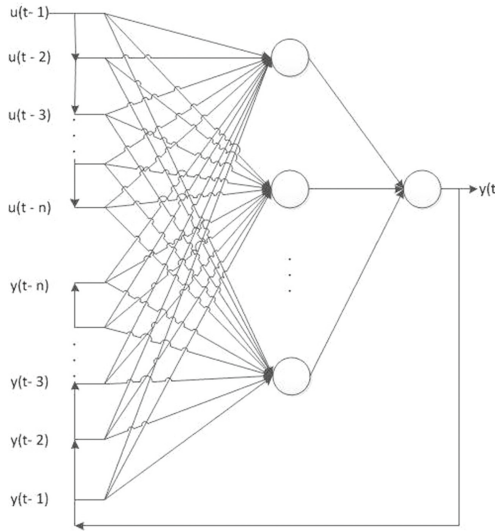 u(t- 1)
u(t - 2)
u(t - 3)
u(t - n)
y(t- n)
y(t- 3)
y(t- 2)
y(t- 1)
y(t